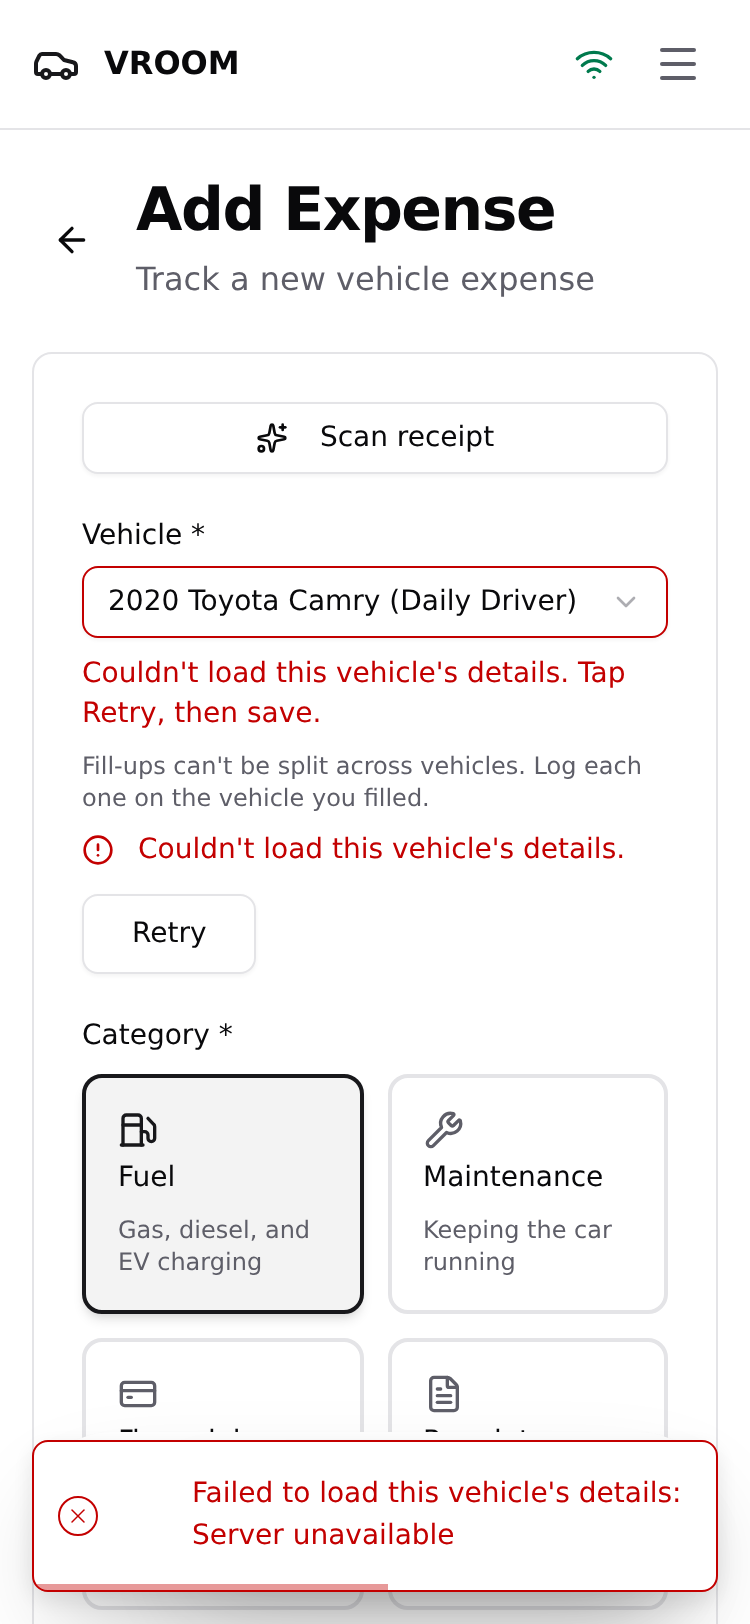 VROOM
Add Expense
Track a new vehicle expense
Scan receipt
Vehicle *
2020 Toyota Camry (Daily Driver)
Couldn't load this vehicle's details. Tap
Retry, then save.
Fill-ups can't be split across vehicles. Log each
one on the vehicle you filled.
Couldn't load this vehicle's details.
Retry
Category *
Fuel
Gas, diesel, and
EV charging
Maintenance
Keeping the car
running
Failed to load this vehicle's details:
Server unavailable